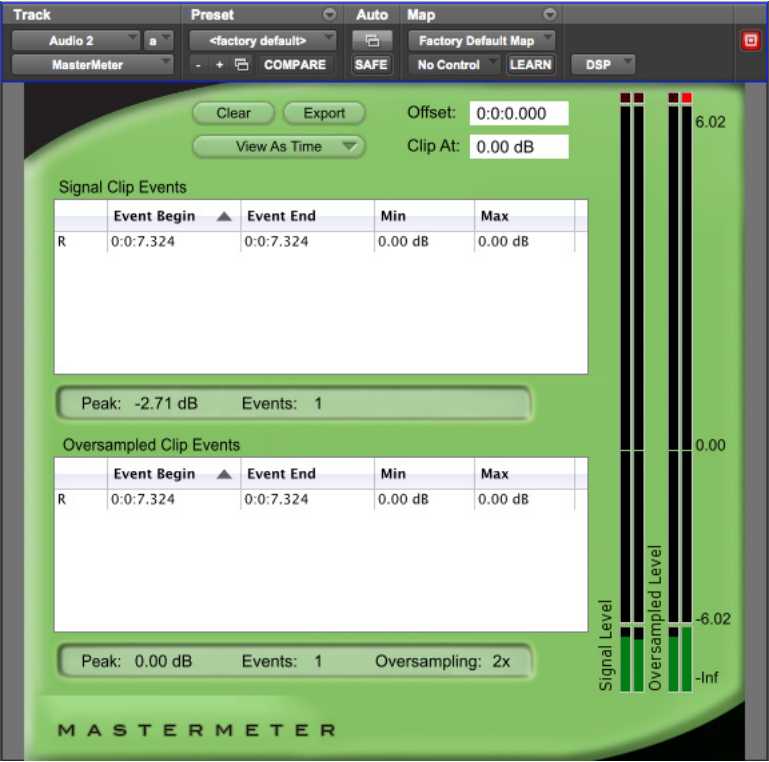 Track Preset Auto Map
Audio 2 a <factory default> Factory Default Map
MasterMeter - + COMPARE SAFE No Control LEARN DSP
Clear Export Offset: 0:0:0.000
View As Time Clip At: 0.00 dB
Signal Clip Events
Event Begin Event End Min Max
R 0:0:7.324 0:0:7.324 0.00 dB 0.00 dB
Peak: -2.71 dB Events: 1
Oversampled Clip Events
Event Begin Event End Min Max
R 0:0:7.324 0:0:7.324 0.00 dB 0.00 dB
Peak: 0.00 dB Events: 1 Oversampling: 2x
MASTERMETER
Signal Level
Oversampled Level
6.02
0.00
-6.02
-Inf